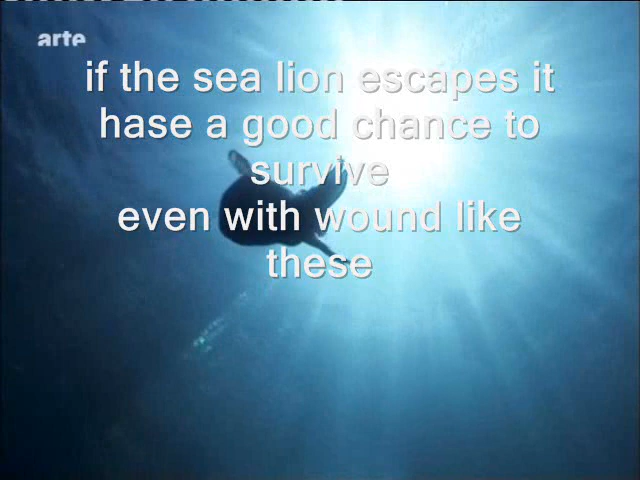 arte
if the sea lion escapes it
hase a good chance to
survive
even with wound like
these